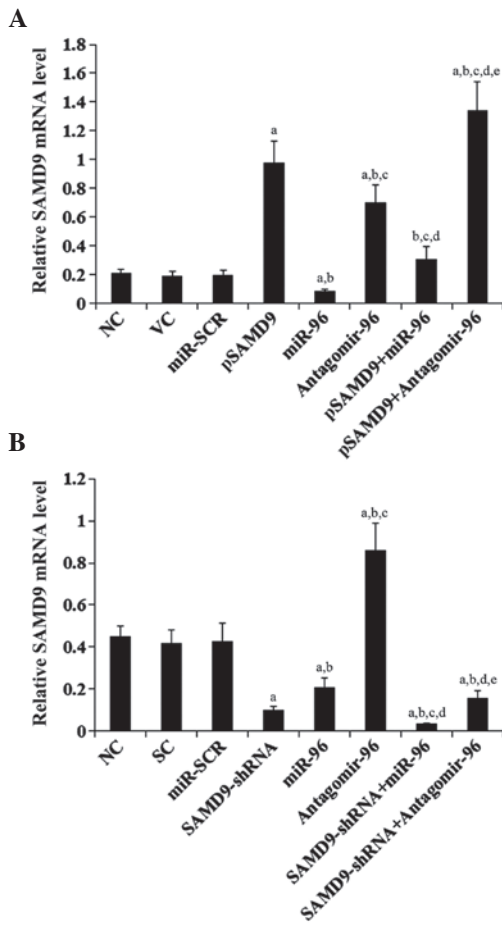 A
Relative SAMD9 mRNA level
1.8
1.6
1.4
1.2
1
0.8
0.6
0.4
0.2
0
a
a,b
a,b,c
b,c,d
a,b,c,d,e
NC
VC
miR-SCR
pSAMD9
miR-96
Antagomir-96
pSAMD9+miR-96
pSAMD9+Antagomir-96
B
Relative SAMD9 mRNA level
1.2
1
0.8
0.6
0.4
0.2
0
a
a,b
a,b,c
a,b,c,d
a,b,d,e
NC
SC
miR-SCR
SAMD9-shRNA
miR-96
Antagomir-96
SAMD9-shRNA+miR-96
SAMD9-shRNA+Antagomir-96